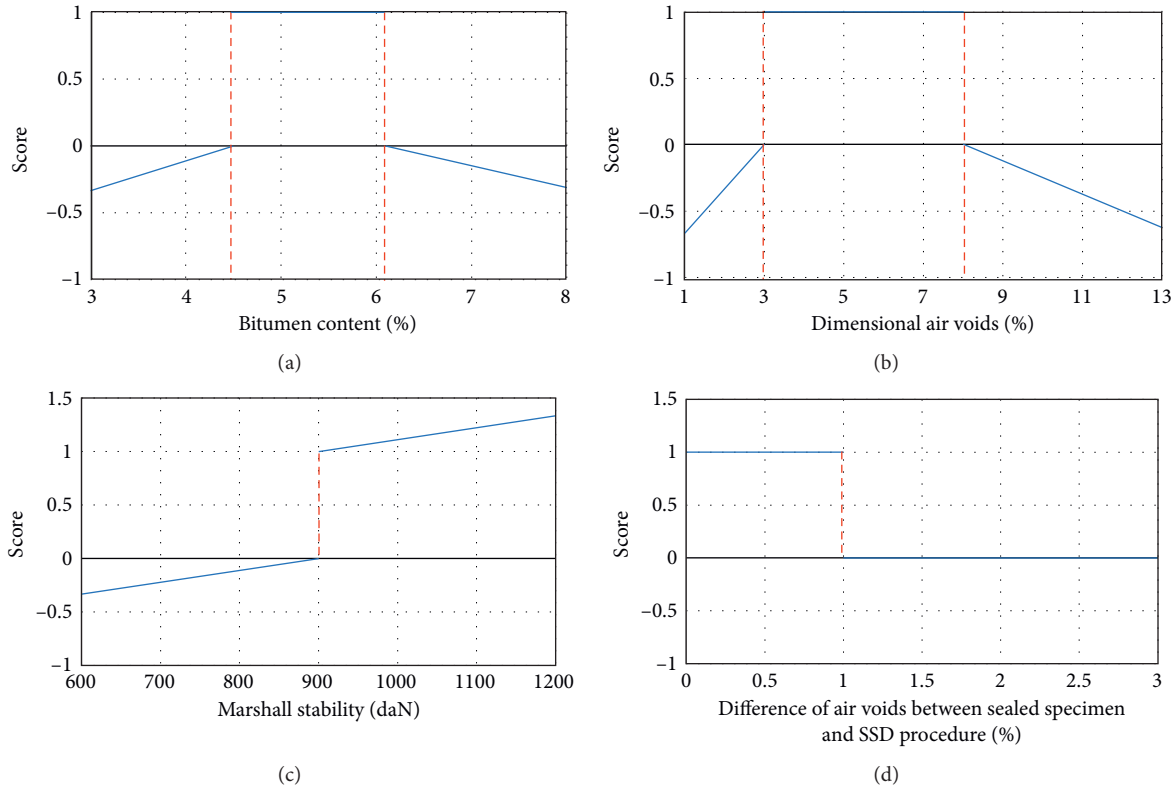 1
0.5
0
−0.5
−1
Score
3 4 5 6 7 8
Bitumen content (%)
(a)
1
0.5
0
−0.5
−1
Score
1 3 5 7 9 11 13
Dimensional air voids (%)
(b)
1.5
1
0.5
0
−0.5
−1
Score
600 700 800 900 1000 1100 1200
Marshall stability (daN)
(c)
1.5
1
0.5
0
−0.5
−1
Score
0 0.5 1 1.5 2 2.5 3
Difference of air voids between sealed specimen
and SSD procedure (%)
(d)